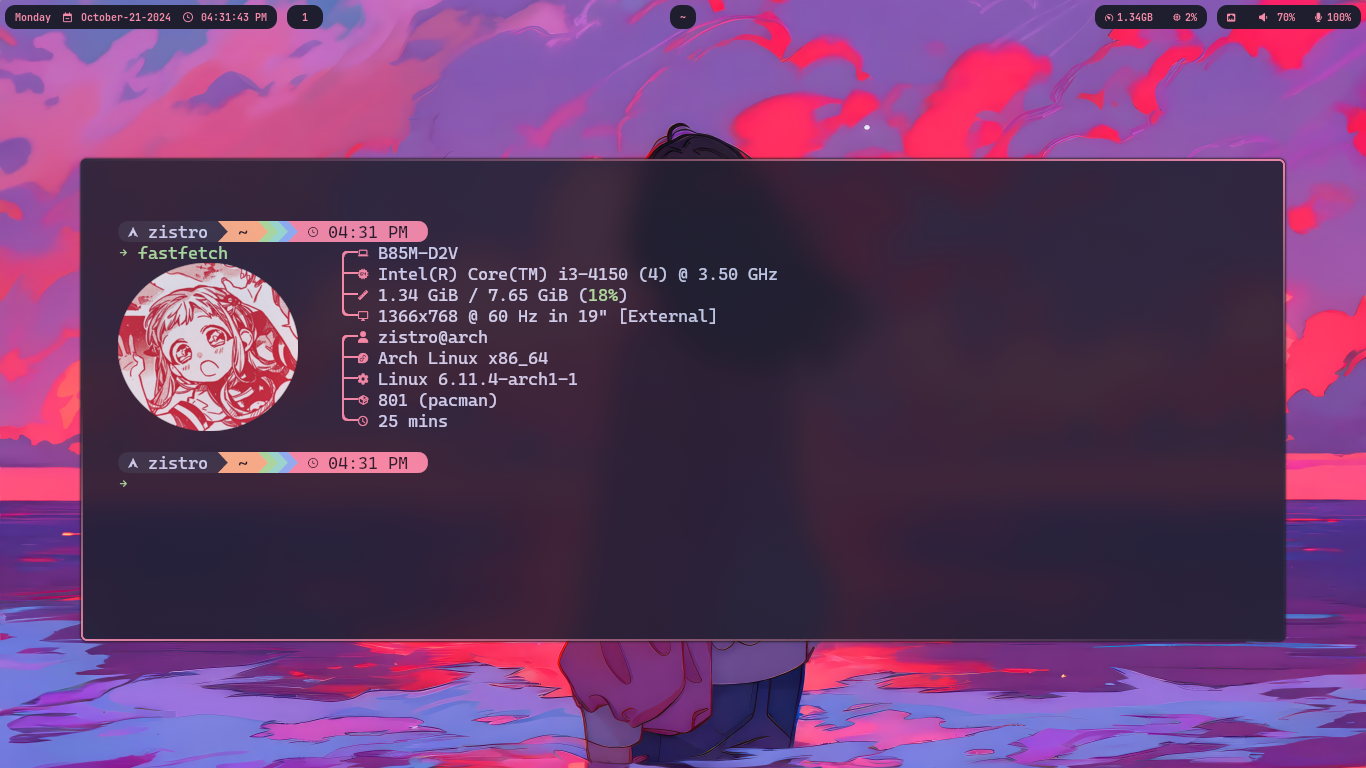 Monday October-21-2024 04:31:43 PM 1 ~ 1.34GB 2% 70% 100%
zistro ~ 04:31 PM
fastfetch
B85M-D2V
Intel(R) Core(TM) i3-4150 (4) @ 3.50 GHz
1.34 GiB / 7.65 GiB (18%)
1366x768 @ 60 Hz in 19" [External]
zistro@arch
Arch Linux x86_64
Linux 6.11.4-arch1-1
801 (pacman)
25 mins
zistro ~ 04:31 PM